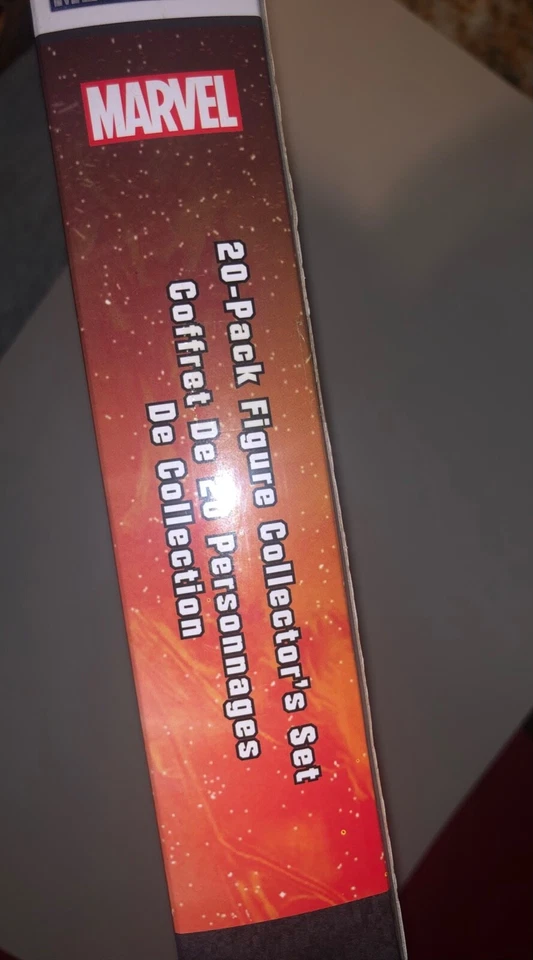 MARVEL
20-Pack Figure Collector's Set
Coffret De 20 Personnages
De Collection